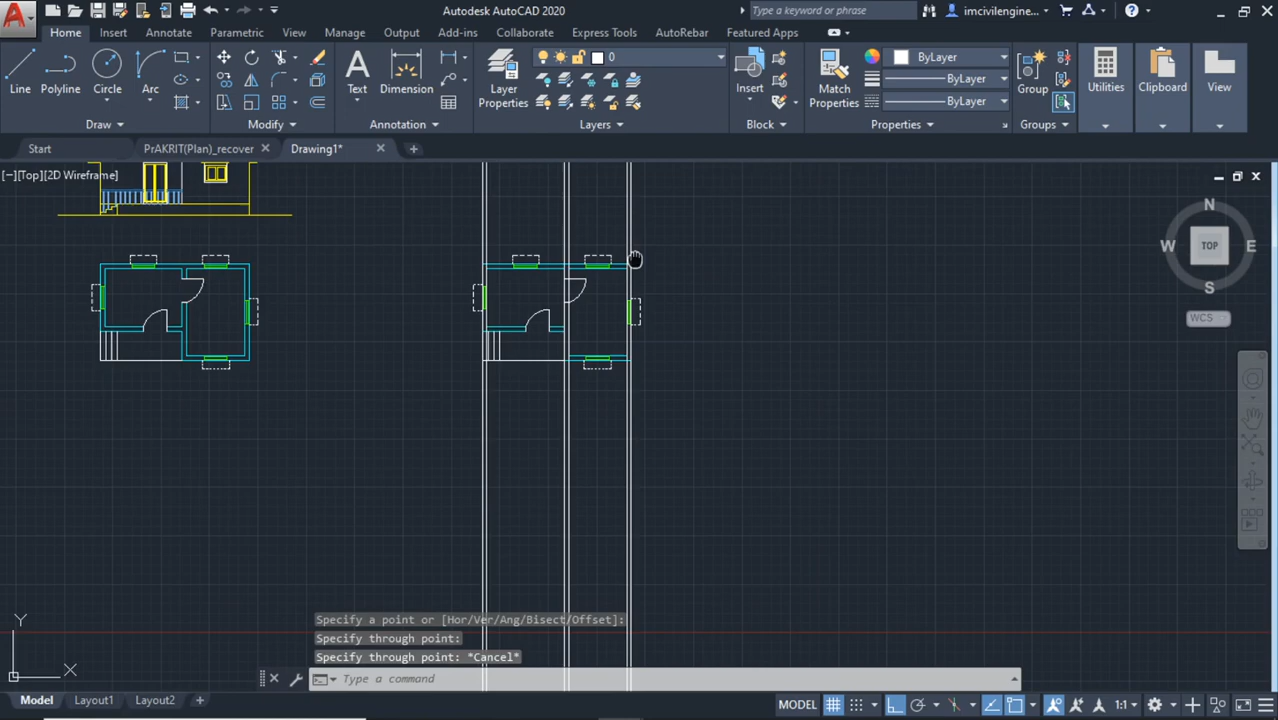 Autodesk AutoCAD 2020 Drawing1.dwg
Type a keyword or phrase
imcivilengine...
?
Home Insert Annotate Parametric View Manage Output Add-ins Collaborate Express Tools AutoRebar Featured Apps
0
ByLayer
ByLayer
ByLayer
Line Polyline Circle Arc
A
Text Dimension
Layer
Properties
Insert
Match
Properties
Group
Utilities
Clipboard
View
Draw Modify Annotation Layers Block Properties Groups
Start PrAKRIT(Plan)_recover Drawing1* +
[−][Top][2D Wireframe]
N
W TOP E
S
WCS
Y
X
Specify a point or [Hor/Ver/Ang/Bisect/Offset]:
Specify through point:
Specify through point: *Cancel*
Type a command
Model Layout1 Layout2 +
MODEL 1:1